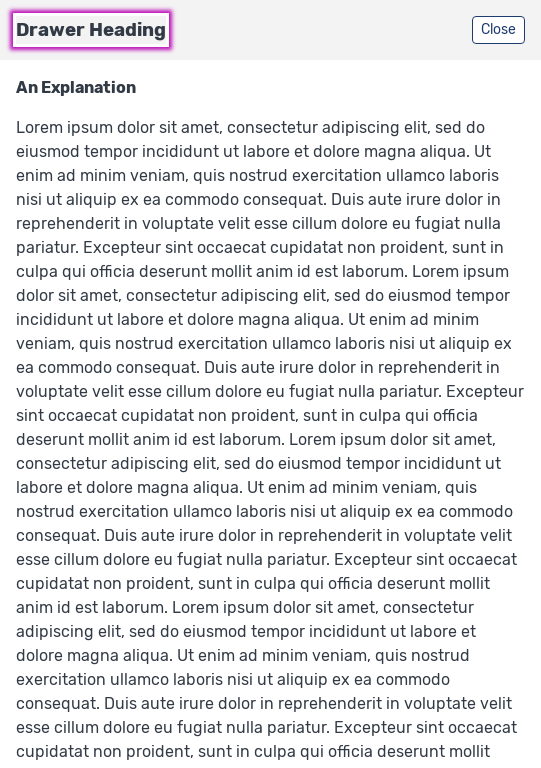 Drawer Heading
Close
An Explanation
Lorem ipsum dolor sit amet, consectetur adipiscing elit, sed do
eiusmod tempor incididunt ut labore et dolore magna aliqua. Ut
enim ad minim veniam, quis nostrud exercitation ullamco laboris
nisi ut aliquip ex ea commodo consequat. Duis aute irure dolor in
reprehenderit in voluptate velit esse cillum dolore eu fugiat nulla
pariatur. Excepteur sint occaecat cupidatat non proident, sunt in
culpa qui officia deserunt mollit anim id est laborum. Lorem ipsum
dolor sit amet, consectetur adipiscing elit, sed do eiusmod tempor
incididunt ut labore et dolore magna aliqua. Ut enim ad minim
veniam, quis nostrud exercitation ullamco laboris nisi ut aliquip ex
ea commodo consequat. Duis aute irure dolor in reprehenderit in
voluptate velit esse cillum dolore eu fugiat nulla pariatur. Excepteur
sint occaecat cupidatat non proident, sunt in culpa qui officia
deserunt mollit anim id est laborum. Lorem ipsum dolor sit amet,
consectetur adipiscing elit, sed do eiusmod tempor incididunt ut
labore et dolore magna aliqua. Ut enim ad minim veniam, quis
nostrud exercitation ullamco laboris nisi ut aliquip ex ea commodo
consequat. Duis aute irure dolor in reprehenderit in voluptate velit
esse cillum dolore eu fugiat nulla pariatur. Excepteur sint occaecat
cupidatat non proident, sunt in culpa qui officia deserunt mollit
anim id est laborum. Lorem ipsum dolor sit amet, consectetur
adipiscing elit, sed do eiusmod tempor incididunt ut labore et
dolore magna aliqua. Ut enim ad minim veniam, quis nostrud
exercitation ullamco laboris nisi ut aliquip ex ea commodo
consequat. Duis aute irure dolor in reprehenderit in voluptate velit
esse cillum dolore eu fugiat nulla pariatur. Excepteur sint occaecat
cupidatat non proident, sunt in culpa qui officia deserunt mollit